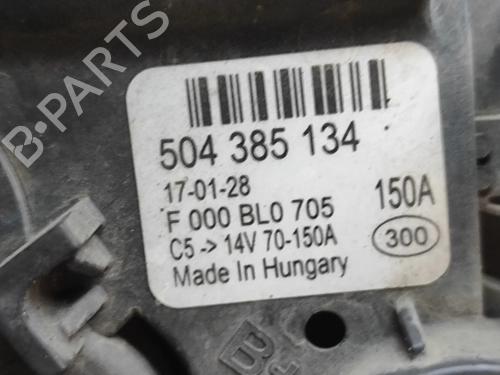 B-PARTS
504 385 134
17-01-28
F 000 BL0 705
150A
C5 -> 14V 70-150A
300
Made In Hungary